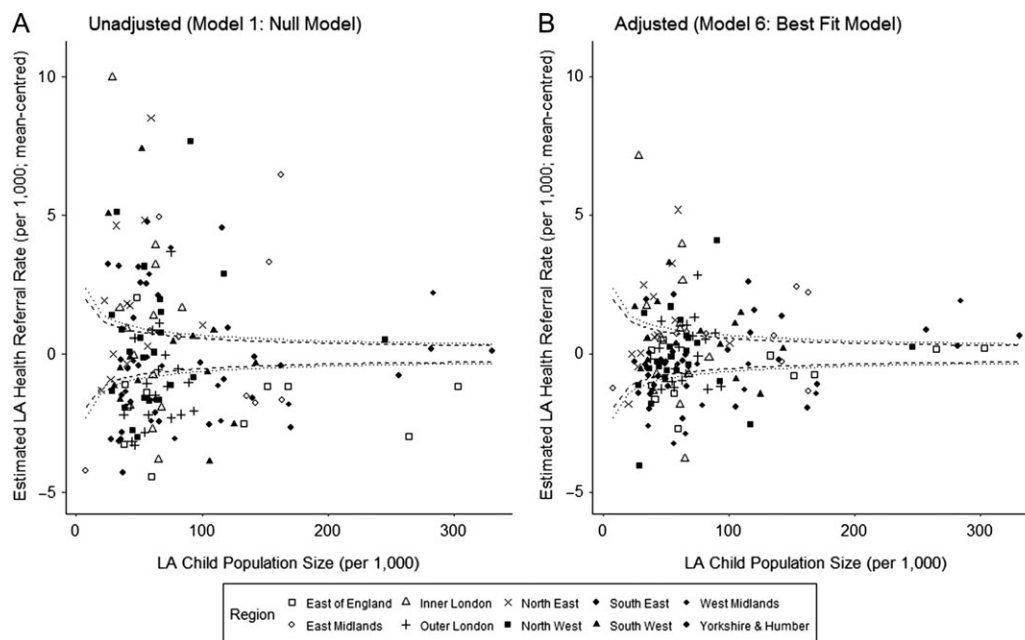 A
Unadjusted (Model 1: Null Model)
Estimated LA Health Referral Rate (per 1,000; mean-centred)
10
5
0
−5
0
100
200
300
LA Child Population Size (per 1,000)
B
Adjusted (Model 6: Best Fit Model)
Estimated LA Health Referral Rate (per 1,000; mean-centred)
10
5
0
−5
0
100
200
300
LA Child Population Size (per 1,000)
Region
East of England
Inner London
North East
South East
West Midlands
East Midlands
Outer London
North West
South West
Yorkshire & Humber